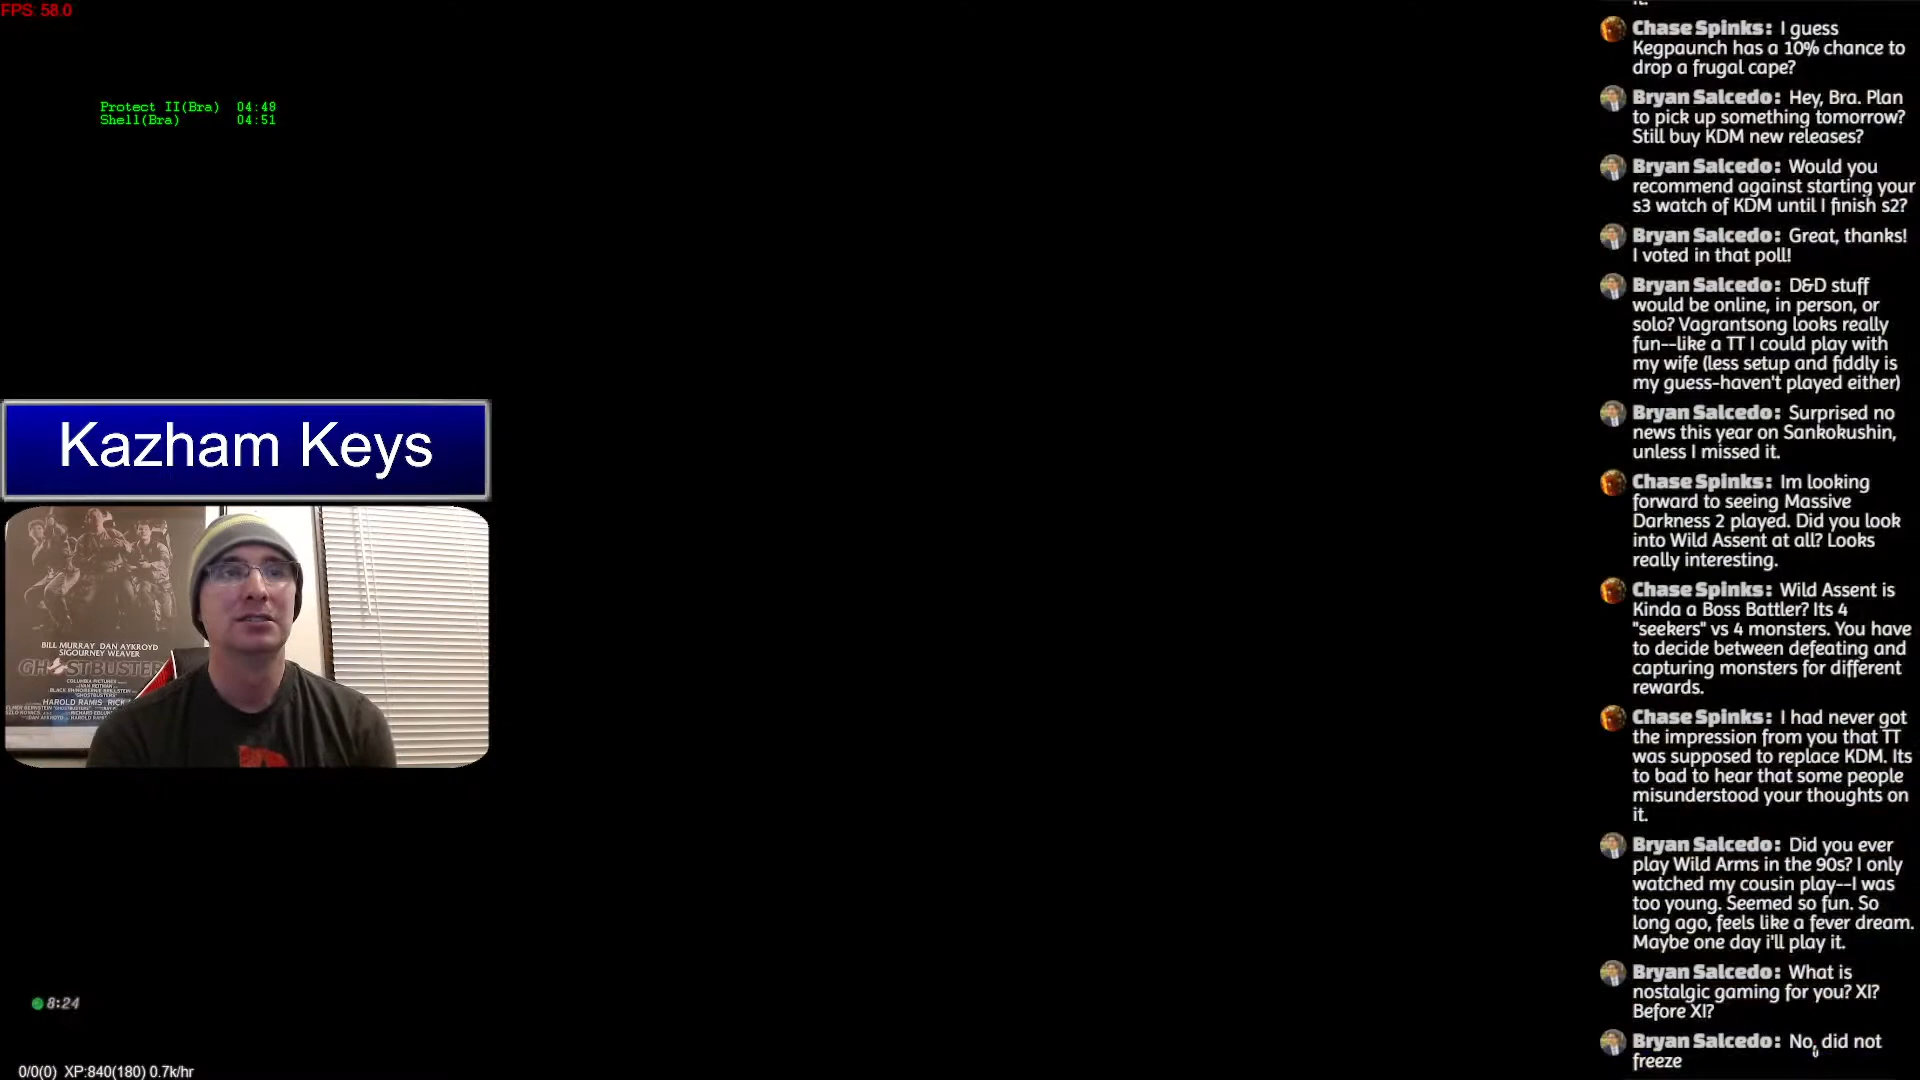 FPS: 58.0
Protect II(Bra) 04:48
Shell(Bra) 04:51
Kazham Keys
BILL MURRAY DAN AYKROYD
SIGOURNEY WEAVER
GHOSTBUSTER
COLUMBIA PICTURES
HAROLD RAMIS RICK
8:24
0/0(0) XP:840(180) 0.7k/hr
Chase Spinks: I guess
Kegpaunch has a 10% chance to
drop a frugal cape?
Bryan Salcedo: Hey, Bra. Plan
to pick up something tomorrow?
Still buy KDM new releases?
Bryan Salcedo: Would you
recommend against starting your
s3 watch of KDM until I finish s2?
Bryan Salcedo: Great, thanks!
I voted in that poll!
Bryan Salcedo: D&D stuff
would be online, in person, or
solo? Vagrantsong looks really
fun--like a TT I could play with
my wife (less setup and fiddly is
my guess-haven't played either)
Bryan Salcedo: Surprised no
news this year on Sankokushin,
unless I missed it.
Chase Spinks: Im looking
forward to seeing Massive
Darkness 2 played. Did you look
into Wild Assent at all? Looks
really interesting.
Chase Spinks: Wild Assent is
Kinda a Boss Battler? Its 4
"seekers" vs 4 monsters. You have
to decide between defeating and
capturing monsters for different
rewards.
Chase Spinks: I had never got
the impression from you that TT
was supposed to replace KDM. Its
to bad to hear that some people
misunderstood your thoughts on
it.
Bryan Salcedo: Did you ever
play Wild Arms in the 90s? I only
watched my cousin play--I was
too young. Seemed so fun. So
long ago, feels like a fever dream.
Maybe one day i'll play it.
Bryan Salcedo: What is
nostalgic gaming for you? XI?
Before XI?
Bryan Salcedo: No, did not
freeze